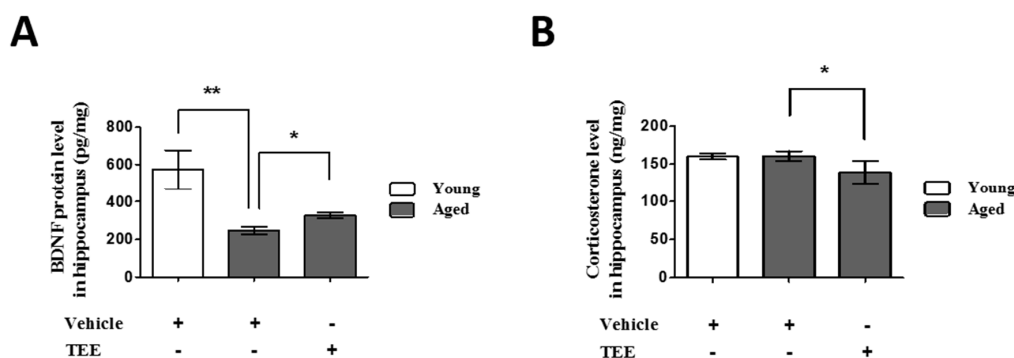 A
B
**
*
*
BDNF protein level
in hippocampus (pg/mg)
800
600
400
200
0
Young
Aged
Vehicle + + -
TEE - - +
Corticosterone level
in hippocampus (ng/mg)
200
150
100
50
0
Young
Aged
Vehicle + + -
TEE - - +